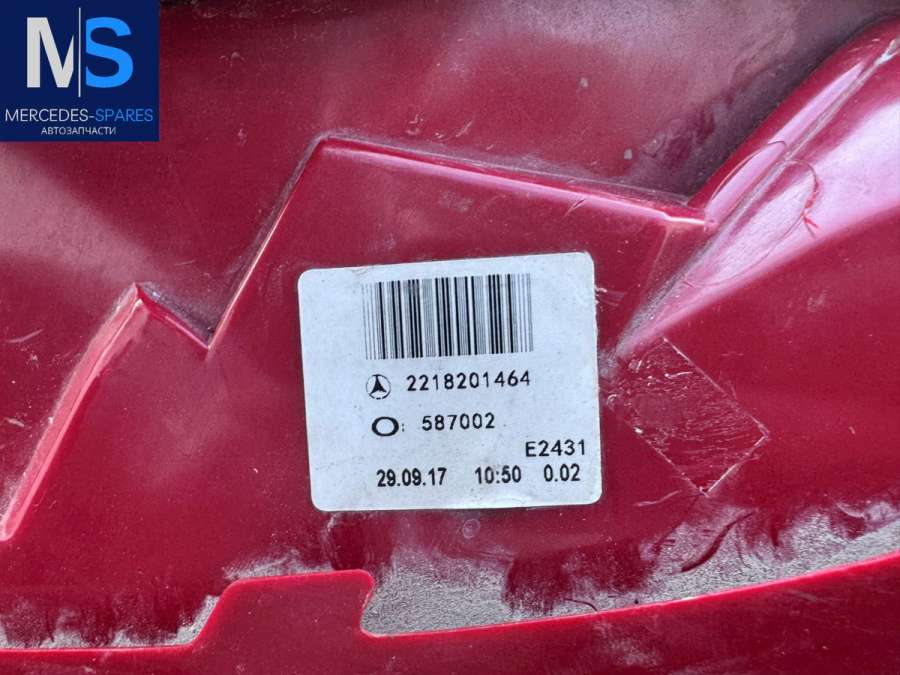 MS
MERCEDES-SPARES
АВТОЗАПЧАСТИ
2218201464
O: 587002
E2431
29.09.17 10:50 0.02